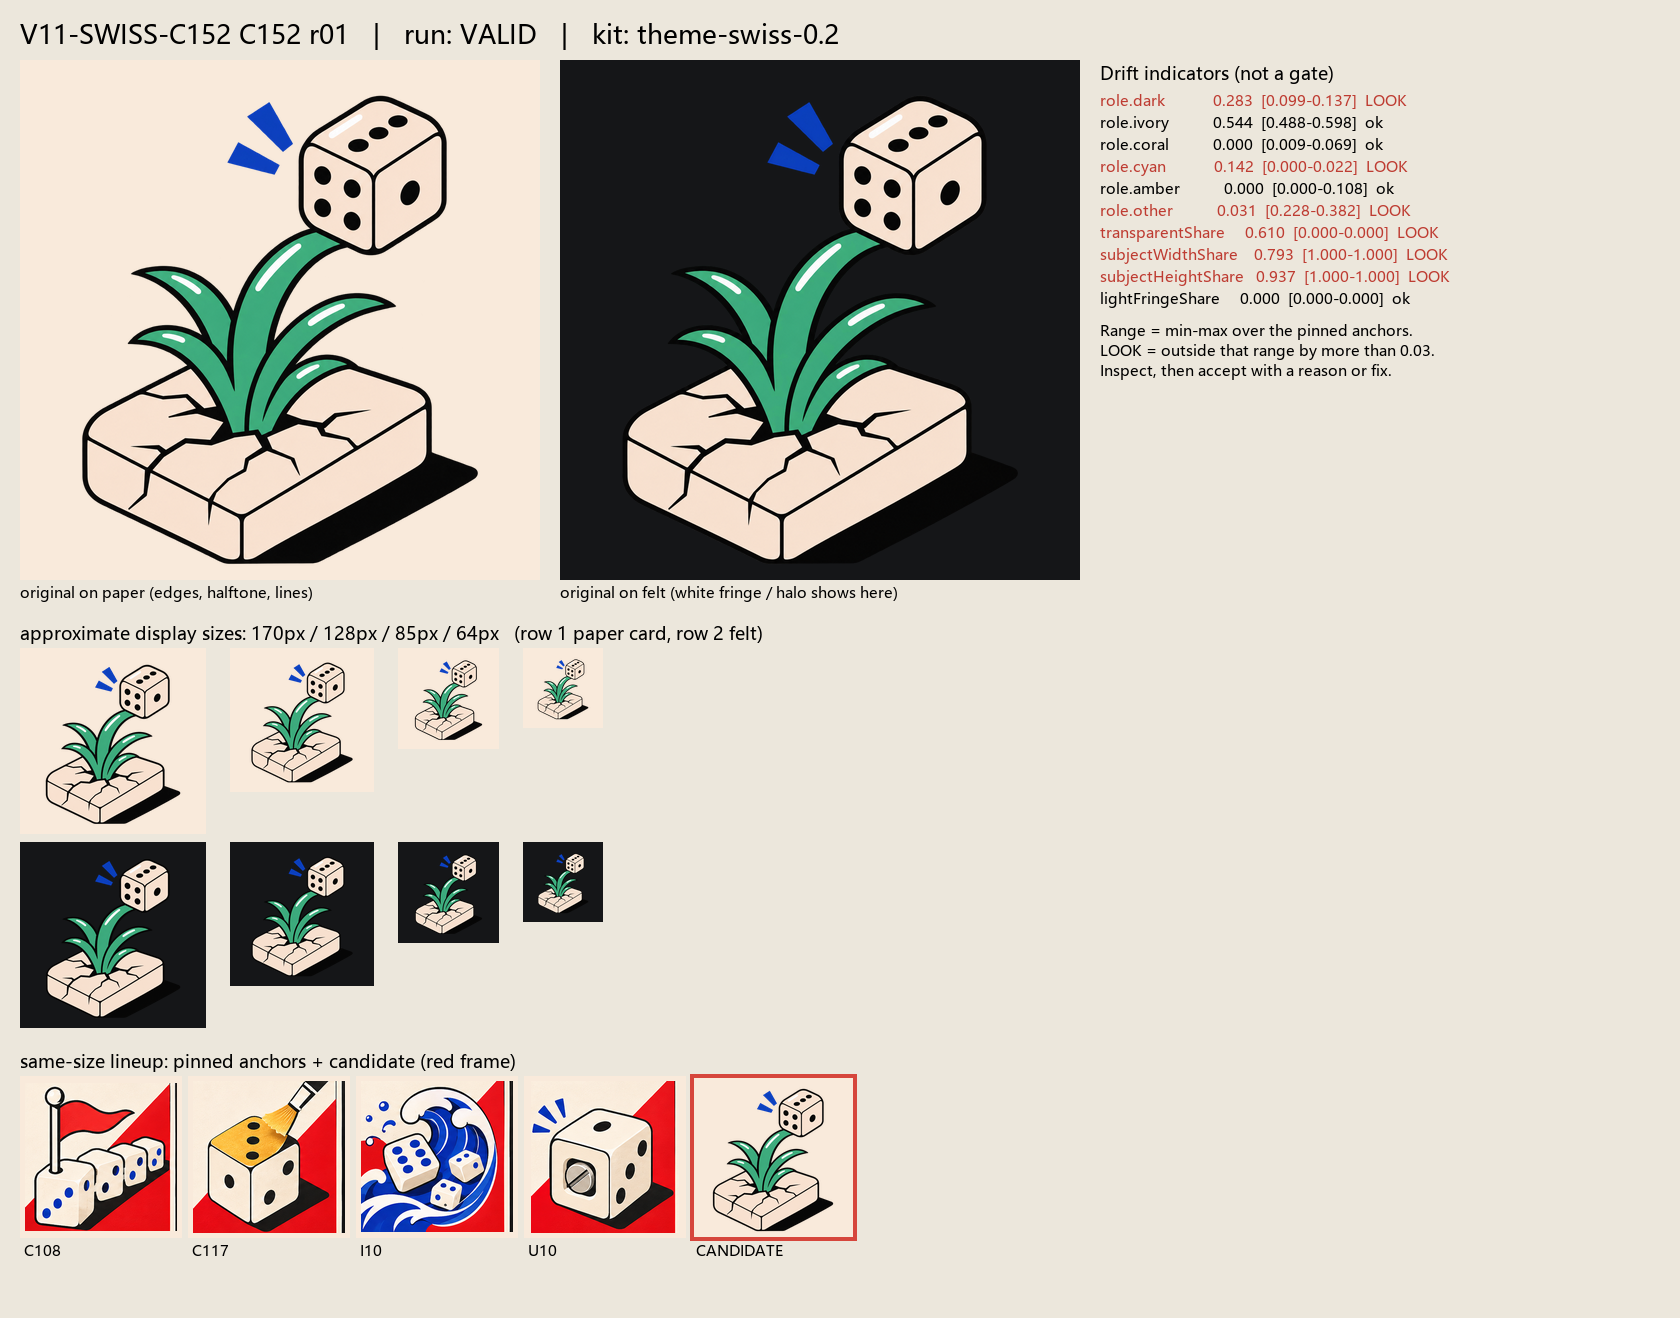 V11-SWISS-C152 C152 r01 | run: VALID | kit: theme-swiss-0.2
Drift indicators (not a gate)
role.dark 0.283 [0.099-0.137] LOOK
role.ivory 0.544 [0.488-0.598] ok
role.coral 0.000 [0.009-0.069] ok
role.cyan 0.142 [0.000-0.022] LOOK
role.amber 0.000 [0.000-0.108] ok
role.other 0.031 [0.228-0.382] LOOK
transparentShare 0.610 [0.000-0.000] LOOK
subjectWidthShare 0.793 [1.000-1.000] LOOK
subjectHeightShare 0.937 [1.000-1.000] LOOK
lightFringeShare 0.000 [0.000-0.000] ok
Range = min-max over the pinned anchors.
LOOK = outside that range by more than 0.03.
Inspect, then accept with a reason or fix.
original on paper (edges, halftone, lines)
original on felt (white fringe / halo shows here)
approximate display sizes: 170px / 128px / 85px / 64px (row 1 paper card, row 2 felt)
same-size lineup: pinned anchors + candidate (red frame)
C108
C117
I10
U10
CANDIDATE